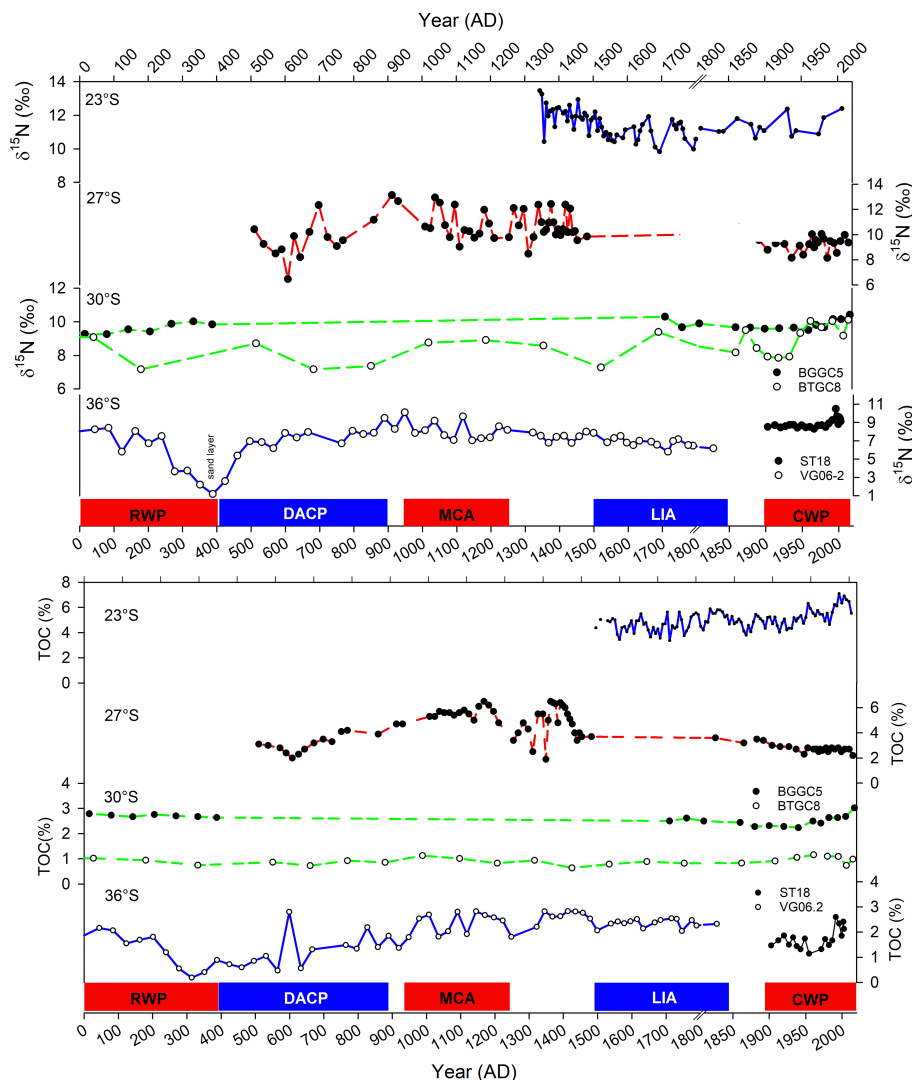 Year (AD)
0 100 200 300 400 500 600 700 800 900 1000 1100 1200 1300 1400 1500 1600 1700 1800 1850 1900 1950 2000
14
12
10
8
δ¹⁵N (‰)
23°S
27°S
14
12
10
8
6
δ¹⁵N (‰)
10
8
6
δ¹⁵N (‰)
30°S
BGGC5
BTGC8
36°S
sand layer
11
9
7
5
3
1
δ¹⁵N (‰)
ST18
VG06-2
RWP DACP MCA LIA CWP
0 100 200 300 400 500 600 700 800 900 1000 1100 1200 1300 1400 1500 1600 1700 1800 1850 1900 1950 2000
8
6
4
2
0
TOC (%)
23°S
27°S
6
4
2
0
TOC (%)
4
3
2
1
0
TOC(%)
30°S
BGGC5
BTGC8
36°S
4
3
2
1
0
TOC (%)
ST18
VG06.2
RWP DACP MCA LIA CWP
0 100 200 300 400 500 600 700 800 900 1000 1100 1200 1300 1400 1500 1600 1700 1800 1850 1900 1950 2000
Year (AD)